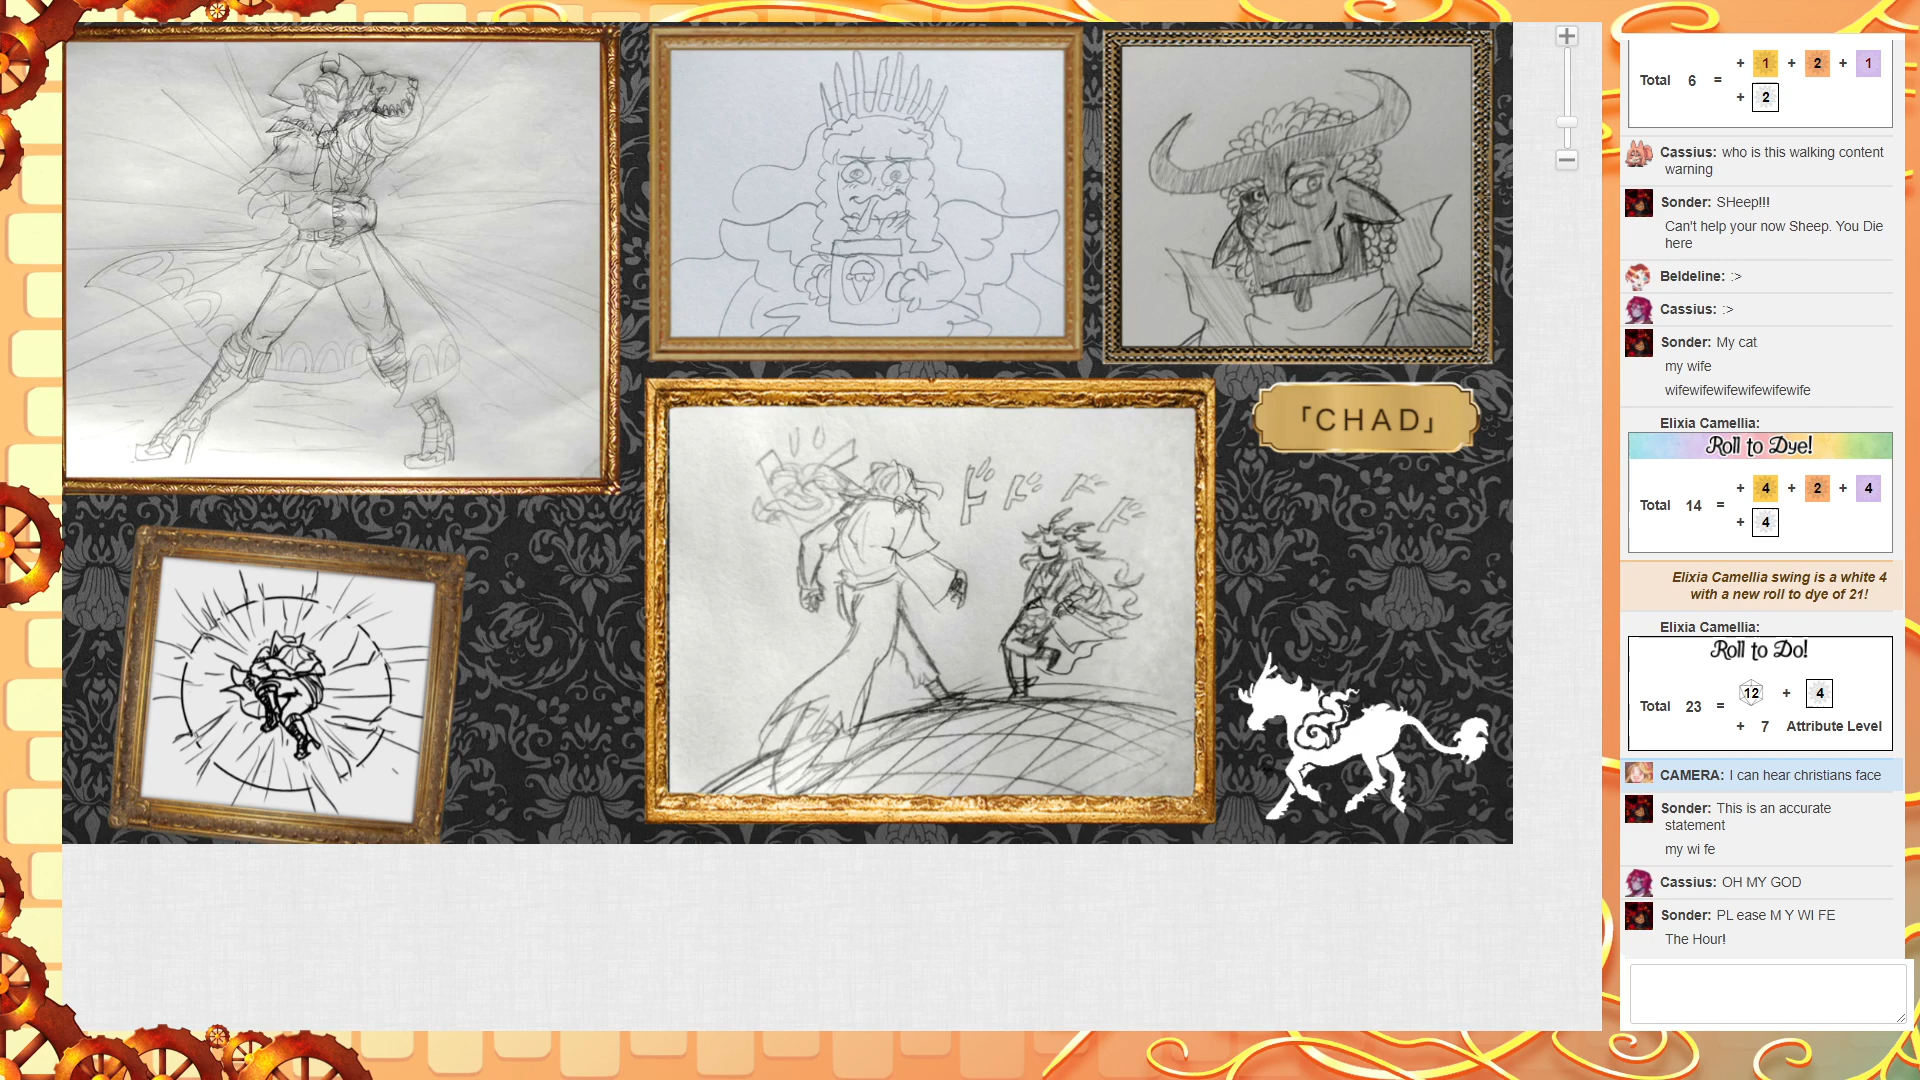 「CHAD」
ド ド ド ド
+ 1 + 2 + 1
Total 6 =
+ 2
Cassius: who is this walking content
warning
Sonder: SHeep!!!
Can't help your now Sheep. You Die
here
Beldeline: :>
Cassius: :>
Sonder: My cat
my wife
wifewifewifewifewifewife
Elixia Camellia:
Roll to Dye!
+ 4 + 2 + 4
Total 14 =
+ 4
Elixia Camellia swing is a white 4
with a new roll to dye of 21!
Elixia Camellia:
Roll to Do!
12 + 4
Total 23 =
+ 7 Attribute Level
CAMERA: I can hear christians face
Sonder: This is an accurate
statement
my wi fe
Cassius: OH MY GOD
Sonder: PL ease M Y WI FE
The Hour!